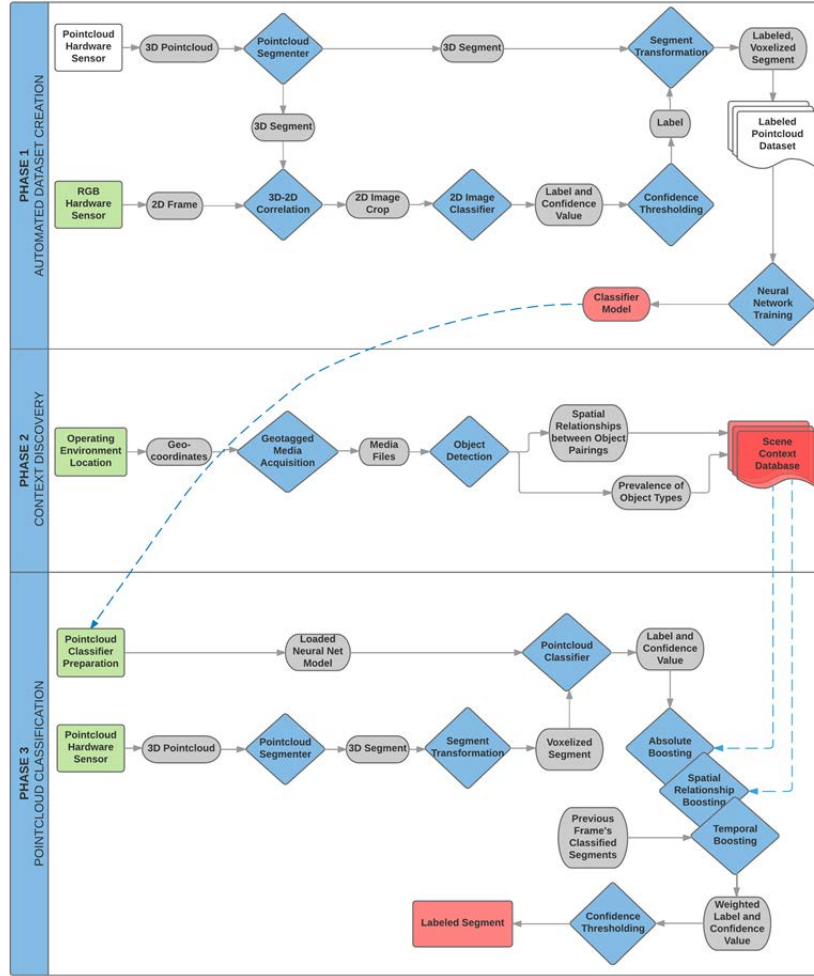 PHASE 1
AUTOMATED DATASET CREATION
Pointcloud
Hardware
Sensor
3D Pointcloud
Pointcloud
Segmenter
3D Segment
Segment
Transformation
Labeled,
Voxelized
Segment
3D Segment
Label
Labeled
Pointcloud
Dataset
RGB
Hardware
Sensor
2D Frame
3D-2D
Correlation
2D Image
Crop
2D Image
Classifier
Label and
Confidence
Value
Confidence
Thresholding
Classifier
Model
Neural
Network
Training
PHASE 2
CONTEXT DISCOVERY
Operating
Environment
Location
Geo-
coordinates
Geotagged
Media
Acquisition
Media
Files
Object
Detection
Spatial
Relationships
between Object
Pairings
Prevalence of
Object Types
Scene
Context
Database
PHASE 3
POINTCLOUD CLASSIFICATION
Pointcloud
Classifier
Preparation
Loaded
Neural Net
Model
Pointcloud
Classifier
Label and
Confidence
Value
Pointcloud
Hardware
Sensor
3D Pointcloud
Pointcloud
Segmenter
3D Segment
Segment
Transformation
Voxelized
Segment
Absolute
Boosting
Spatial
Relationship
Boosting
Previous
Frame's
Classified
Segments
Temporal
Boosting
Labeled Segment
Confidence
Thresholding
Weighted
Label and
Confidence
Value